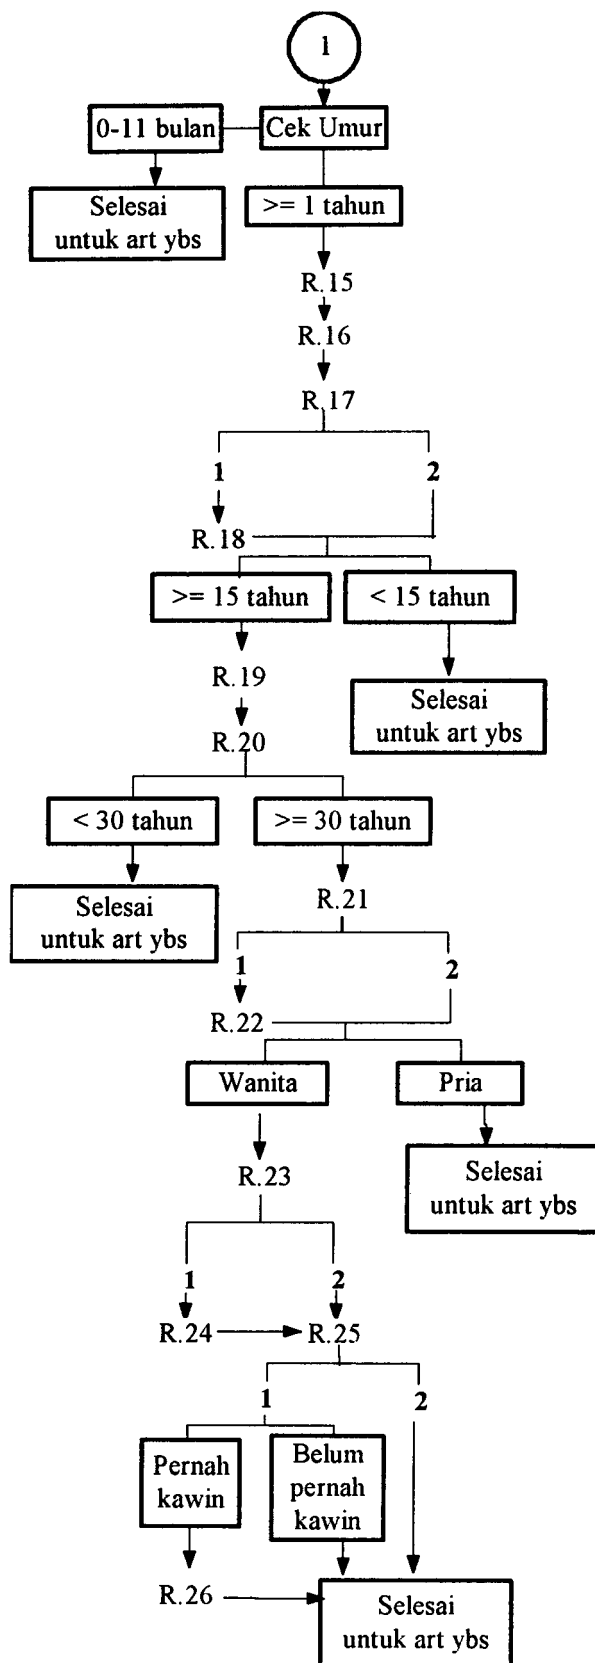 1
0-11 bulan
Cek Umur
Selesai
untuk art ybs
>= 1 tahun
R.15
R.16
R.17
1
2
R.18
>= 15 tahun
< 15 tahun
R.19
Selesai
untuk art ybs
R.20
< 30 tahun
>= 30 tahun
Selesai
untuk art ybs
R.21
1
2
R.22
Wanita
Pria
R.23
Selesai
untuk art ybs
1
2
R.24
R.25
1
2
Pernah
kawin
Belum
pernah
kawin
R.26
Selesai
untuk art ybs